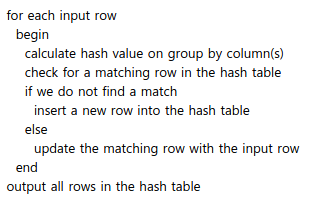 for each input row
begin
calculate hash value on group by column(s)
check for a matching row in the hash table
if we do not find a match
insert a new row into the hash table
else
update the matching row with the input row
end
output all rows in the hash table